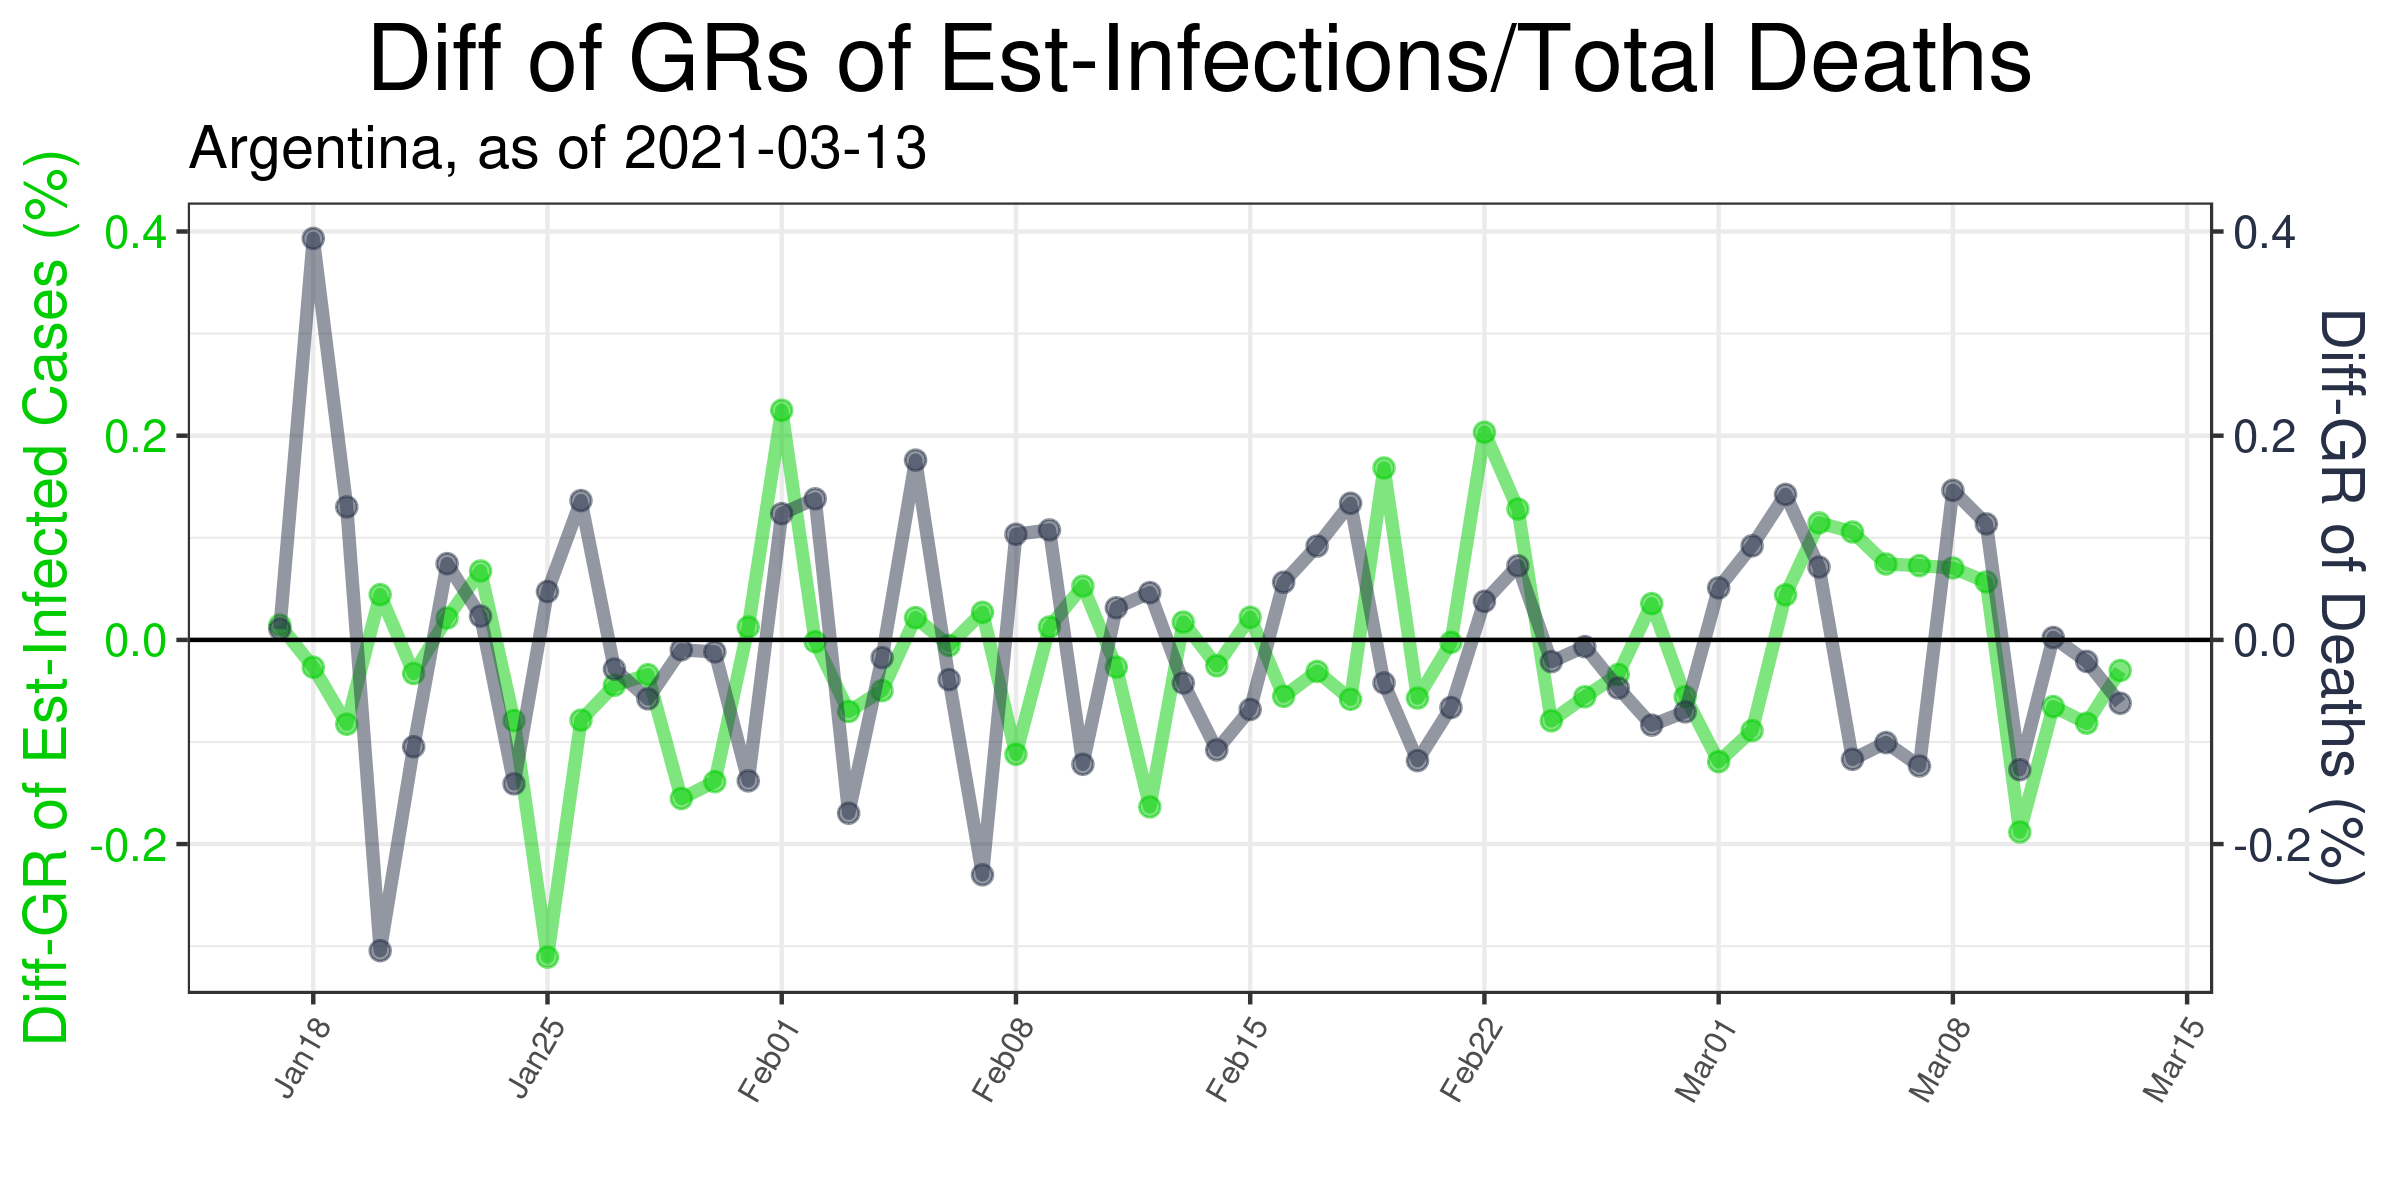 Diff of GRs of Est-Infections/Total Deaths
Argentina, as of 2021-03-13
Diff-GR of Est-Infected Cases (%)
0.4
0.2
0.0
-0.2
0.4
0.2
0.0
-0.2
Diff-GR of Deaths (%)
Jan18
Jan25
Feb01
Feb08
Feb15
Feb22
Mar01
Mar08
Mar15